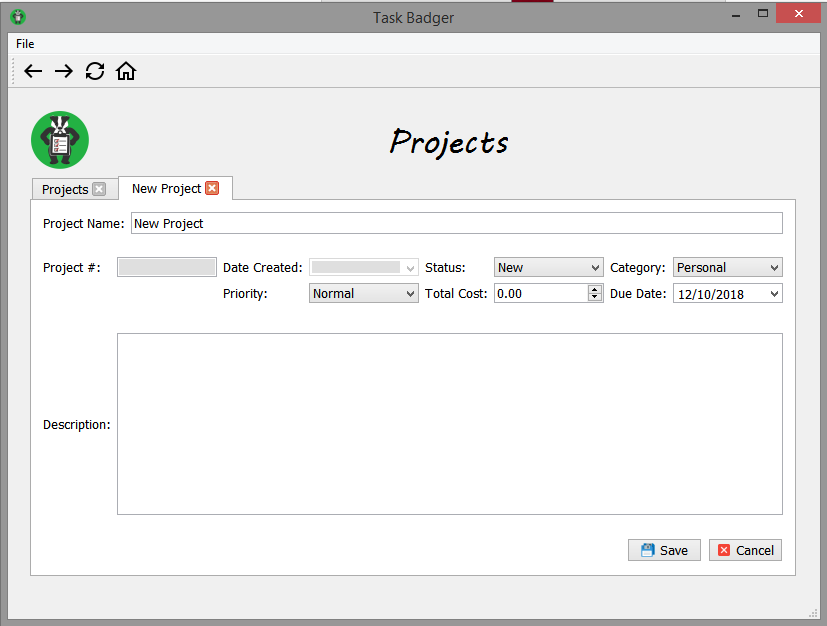 Task Badger
File
Projects
Projects New Project
Project Name: New Project
Project #: Date Created: Status: New Category: Personal
Priority: Normal Total Cost: 0.00 Due Date: 12/10/2018
Description:
Save Cancel